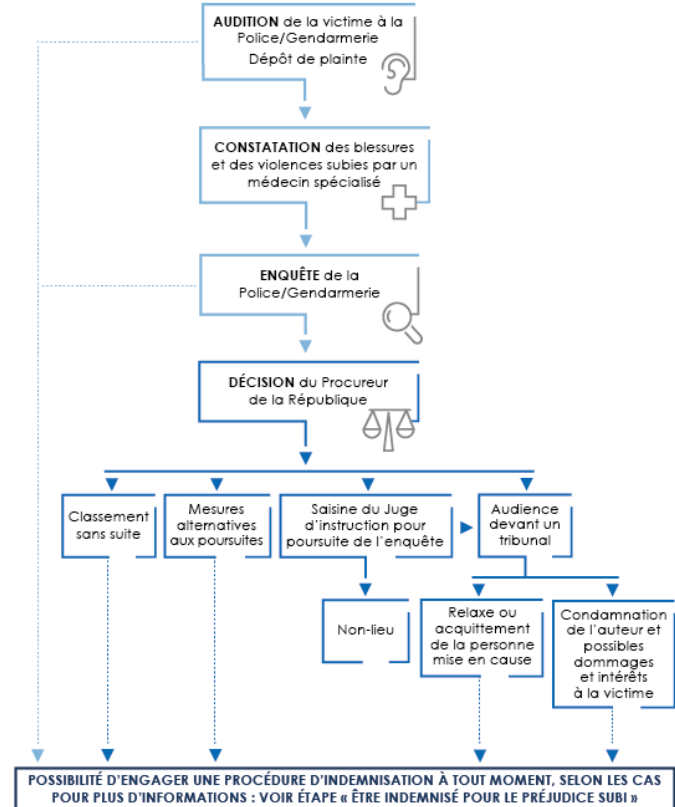 AUDITION de la victime à la
Police/Gendarmerie
Dépôt de plainte
CONSTATATION des blessures
et des violences subies par un
médecin spécialisé
ENQUÊTE de la
Police/Gendarmerie
DÉCISION du Procureur
de la République
Classement
sans suite
Mesures
alternatives
aux poursuites
Saisine du Juge
d'instruction pour
poursuite de l'enquête
Audience
devant un
tribunal
Non-lieu
Relaxe ou
acquittement
de la personne
mise en cause
Condamnation
de l'auteur et
possibles
dommages
et intérêts
à la victime
POSSIBILITÉ D'ENGAGER UNE PROCÉDURE D'INDEMNISATION À TOUT MOMENT, SELON LES CAS
POUR PLUS D'INFORMATIONS : VOIR ÉTAPE « ÊTRE INDEMNISÉ POUR LE PRÉJUDICE SUBI »